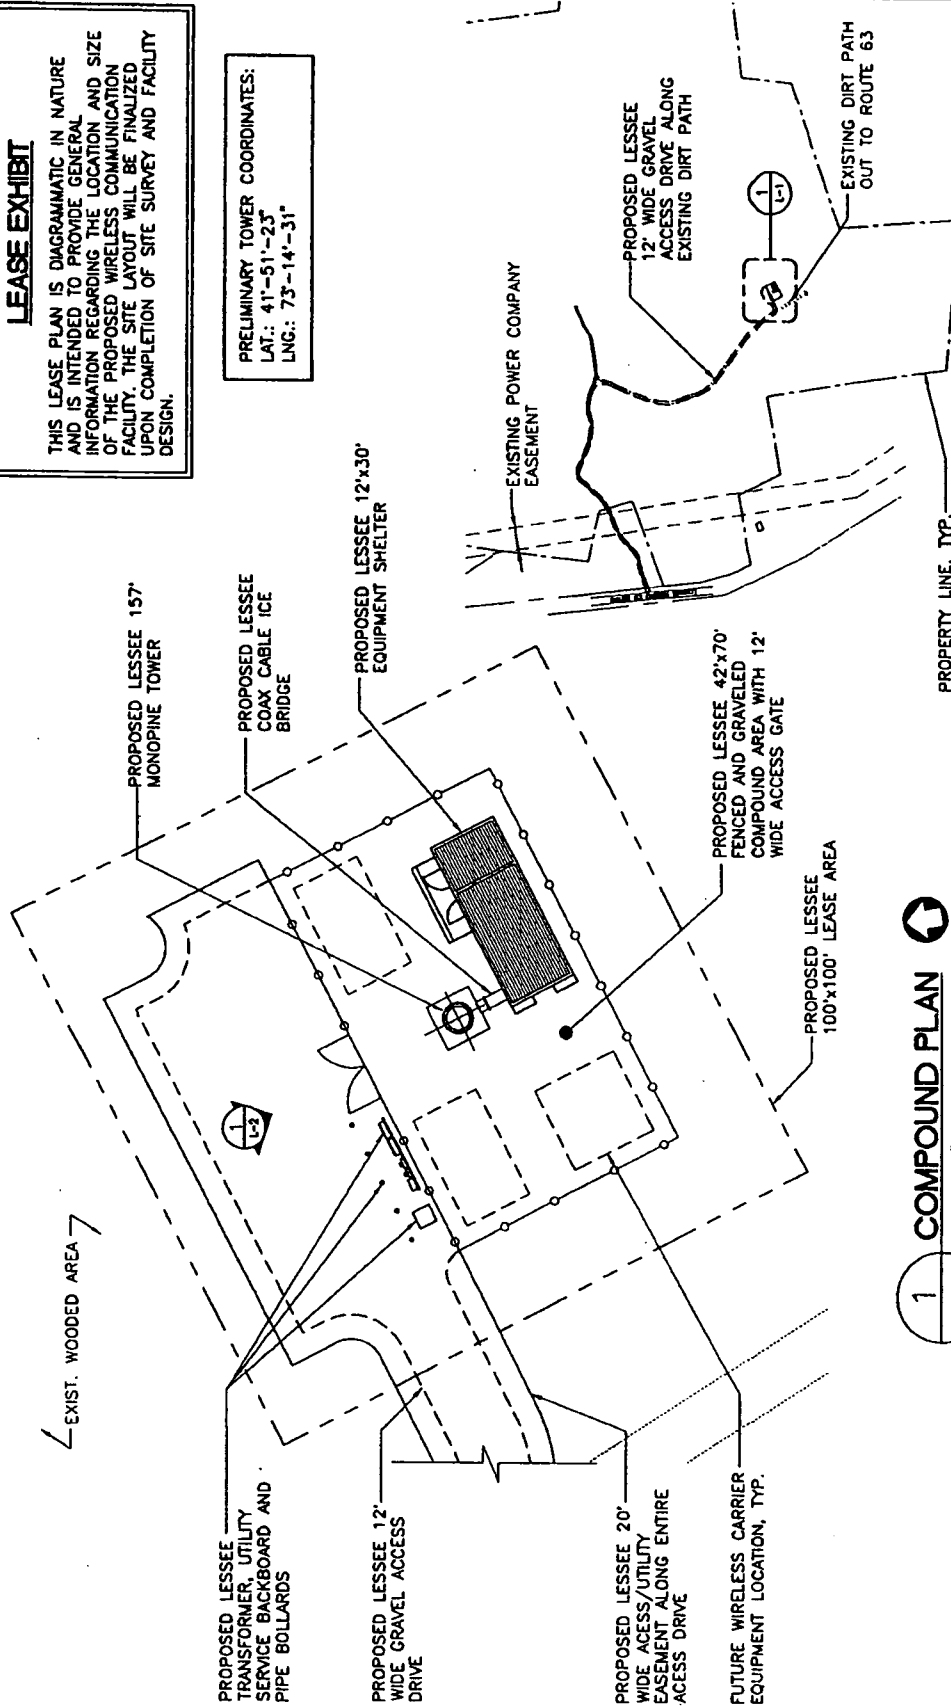 LEASE EXHIBIT
THIS LEASE PLAN IS DIAGRAMMATIC IN NATURE
AND IS INTENDED TO PROVIDE GENERAL
INFORMATION REGARDING THE LOCATION AND SIZE
OF THE PROPOSED WIRELESS COMMUNICATION
FACILITY. THE SITE LAYOUT WILL BE FINALIZED
UPON COMPLETION OF SITE SURVEY AND FACILITY
DESIGN.
PRELIMINARY TOWER COORDINATES:
LAT.: 41°-51'-23"
LNG.: 73°-14'-31"
EXIST. WOODED AREA
PROPOSED LESSEE 157'
MONOPINE TOWER
PROPOSED LESSEE
COAX CABLE ICE
BRIDGE
PROPOSED LESSEE 12'x30'
EQUIPMENT SHELTER
PROPOSED LESSEE
TRANSFORMER, UTILITY
SERVICE BACKBOARD AND
PIPE BOLLARDS
1
L-2
PROPOSED LESSEE 12'
WIDE GRAVEL ACCESS
DRIVE
PROPOSED LESSEE 20'
WIDE ACESS/UTILITY
EASEMENT ALONG ENTIRE
ACESS DRIVE
FUTURE WIRELESS CARRIER
EQUIPMENT LOCATION, TYP.
PROPOSED LESSEE 42'x70'
FENCED AND GRAVELED
COMPOUND AREA WITH 12'
WIDE ACCESS GATE
PROPOSED LESSEE
100'x100' LEASE AREA
EXISTING POWER COMPANY
EASEMENT
PROPOSED LESSEE
12' WIDE GRAVEL
ACCESS DRIVE ALONG
EXISTING DIRT PATH
1
L-1
EXISTING DIRT PATH
OUT TO ROUTE 63
PROPERTY LINE, TYP.
1 COMPOUND PLAN